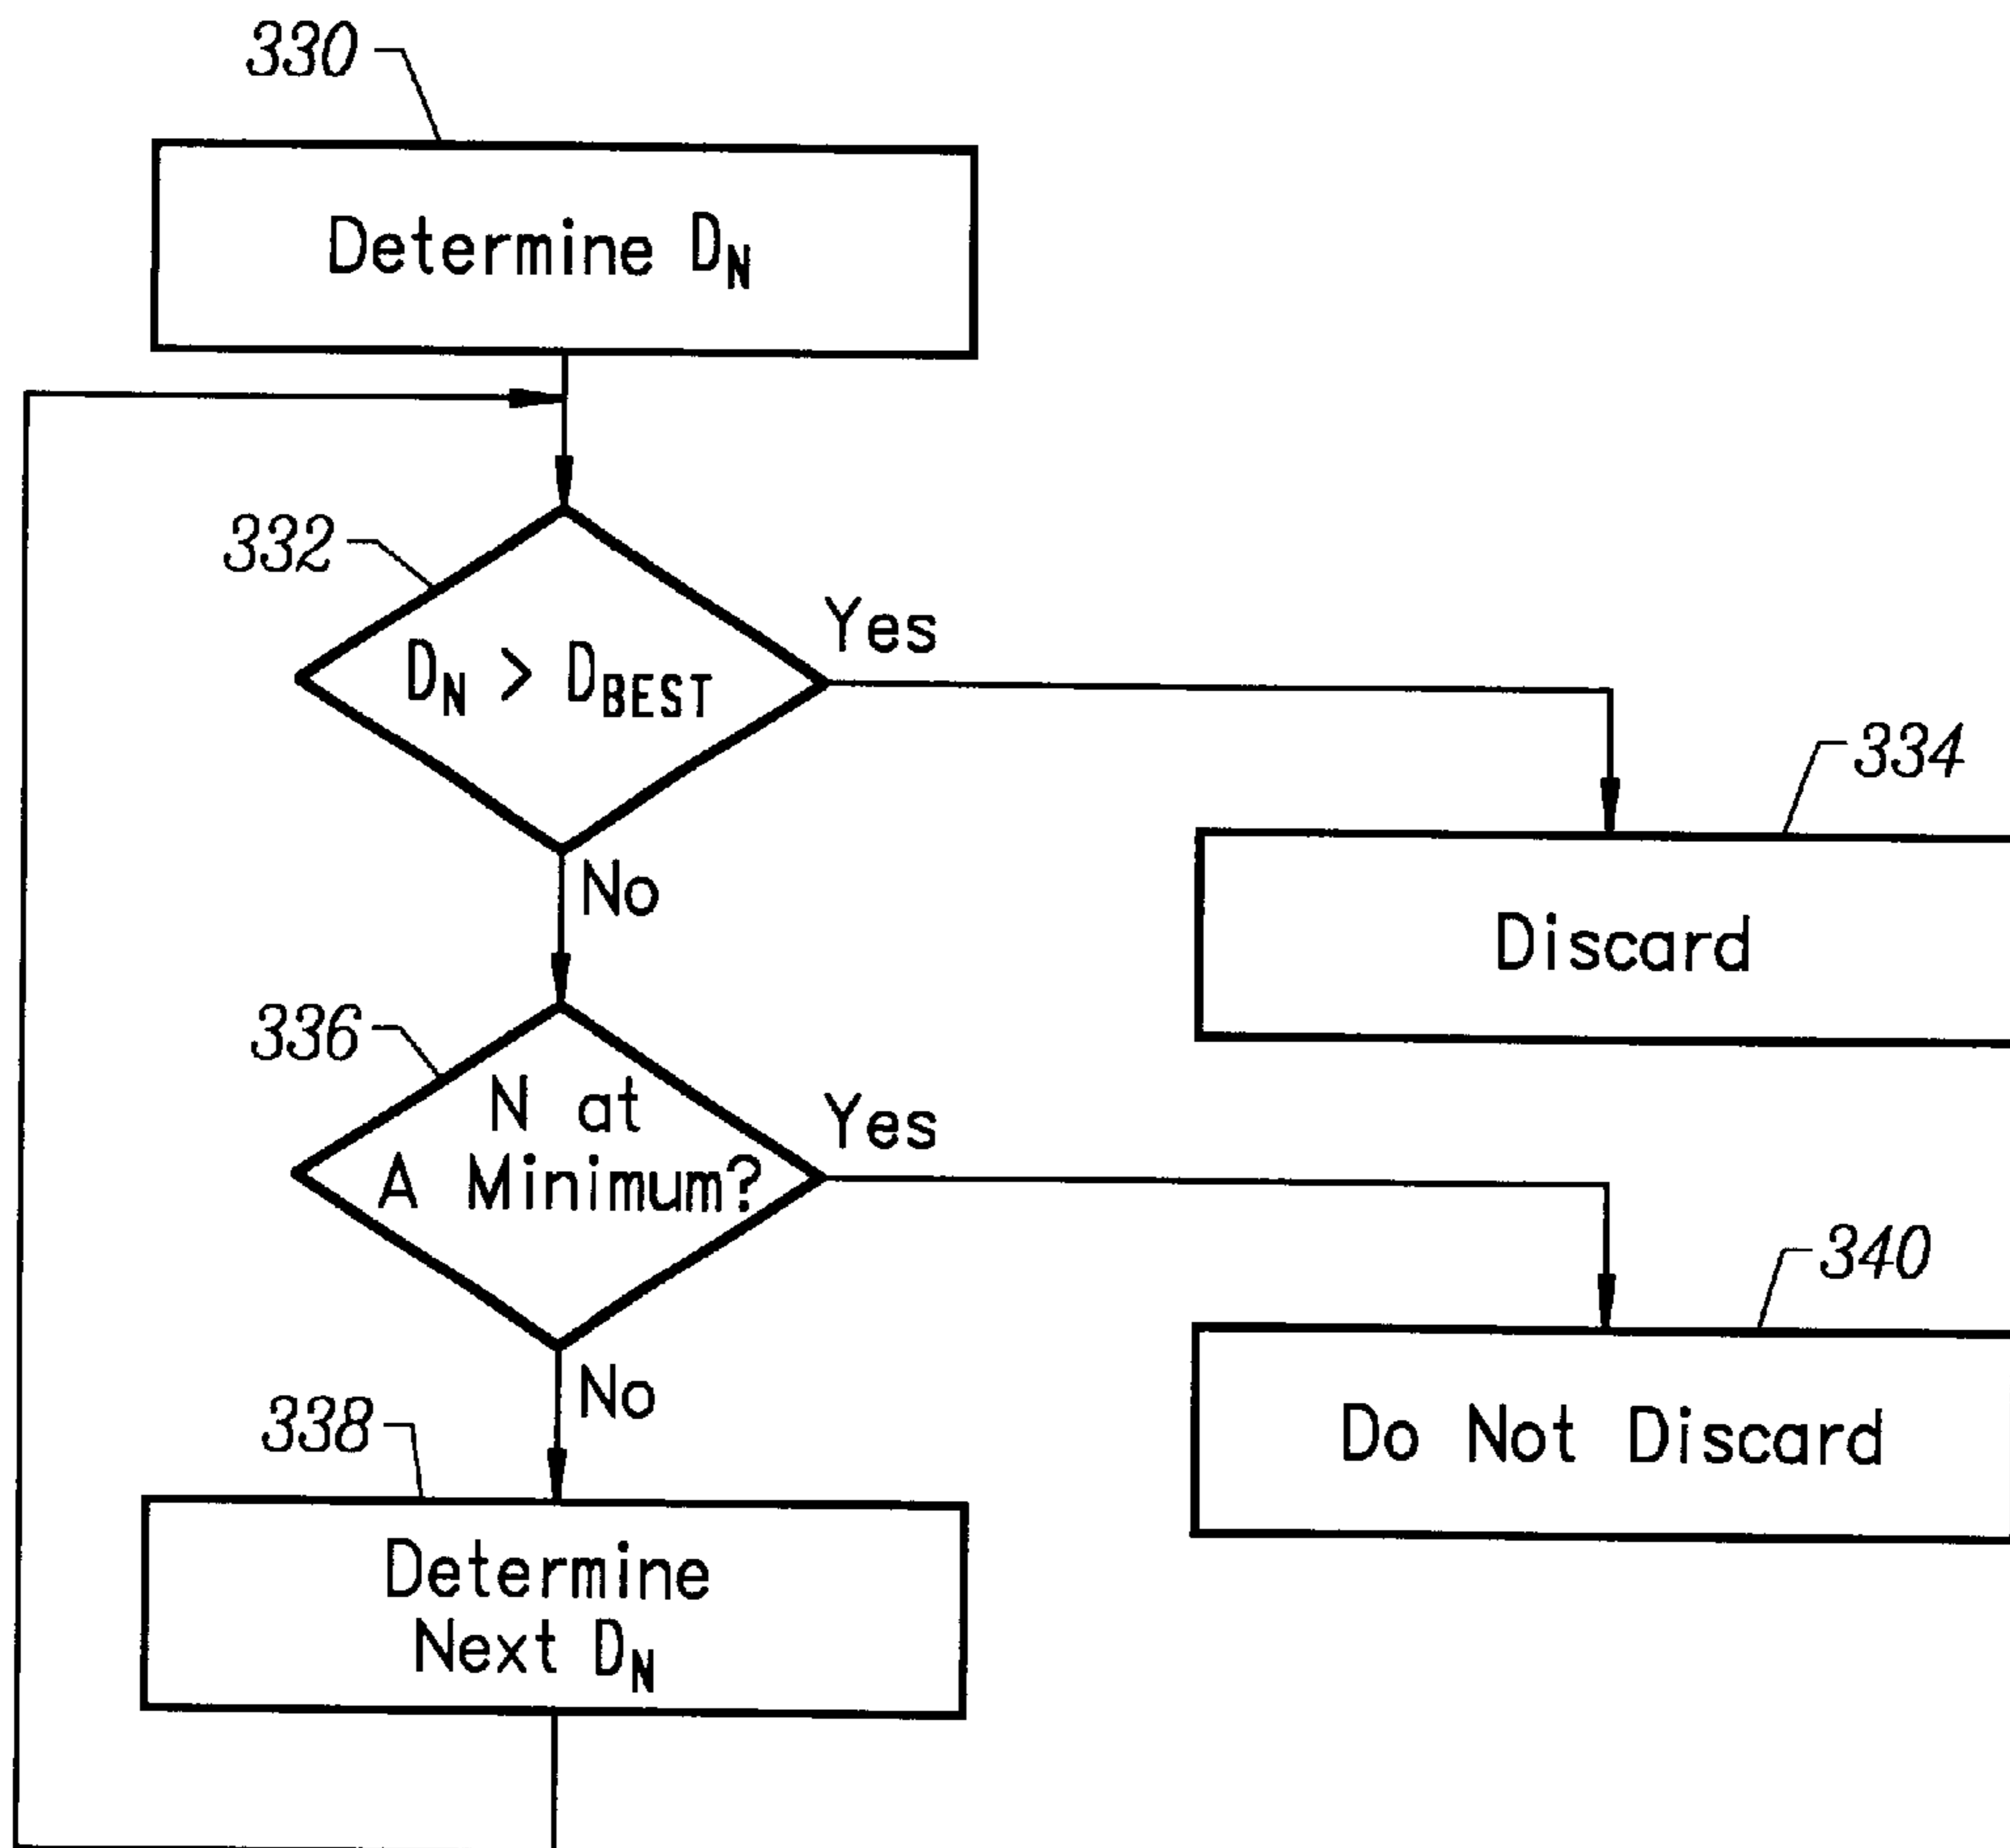 330
Determine D_N
332
D_N > D_BEST
Yes
334
Discard
No
336
N at
A Minimum?
Yes
340
Do Not Discard
No
338
Determine
Next D_N